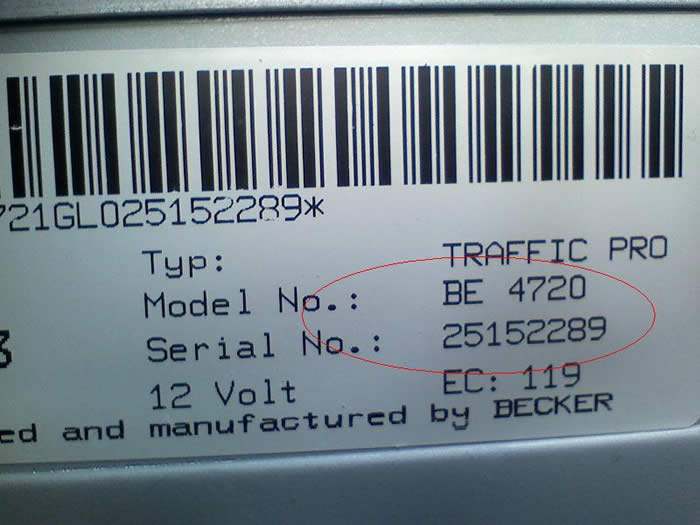 721GL025152289*
Typ: TRAFFIC PRO
Model No.: BE 4720
Serial No.: 25152289
12 Volt EC: 119
ed and manufactured by BECKER